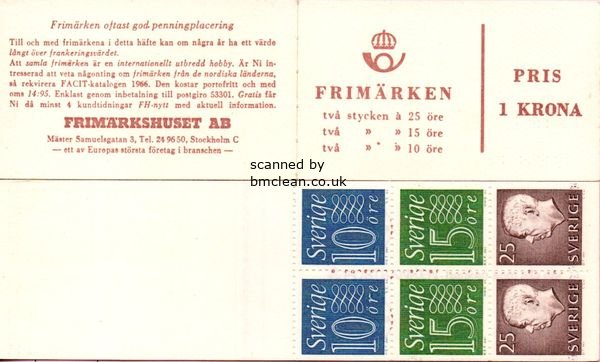 Frimärken oftast god penningplacering
Till och med frimärkena i detta häfte kan om några år ha ett värde
långt över frankeringsvärdet.
Att samla frimärken är en internationellt utbredd hobby. Är Ni in-
tresserad att veta någonting om frimärken från de nordiska länderna,
så rekvirera FACIT-katalogen 1966. Den kostar portofritt och med
oms 14:95. Enklast genom inbetalning till postgiro 53301. Gratis får
Ni då minst 4 kundtidningar FH-nytt med aktuell information.
FRIMÄRKSHUSET AB
Mäster Samuelsgatan 3, Tel. 24 96 50, Stockholm C
— ett av Europas största företag i branschen —
FRIMÄRKEN
två stycken à 25 öre
två » » 15 öre
två » » 10 öre
PRIS
1 KRONA
scanned by
bmclean.co.uk
Sverige
10 öre
Sverige
15 öre
25
SVERIGE
Sverige
10 öre
Sverige
15 öre
25
SVERIGE